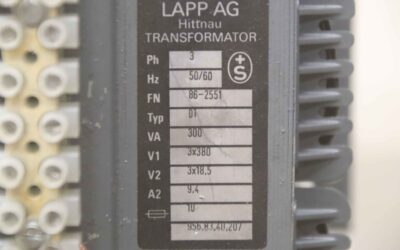 LAPP AG
Hittnau
TRANSFORMATOR
Ph 3
Hz 50/60
FN 86-2551
Typ D1
VA 300
V1 3x380
V2 3x18,5
A2 9,4
10
956.83.40.207